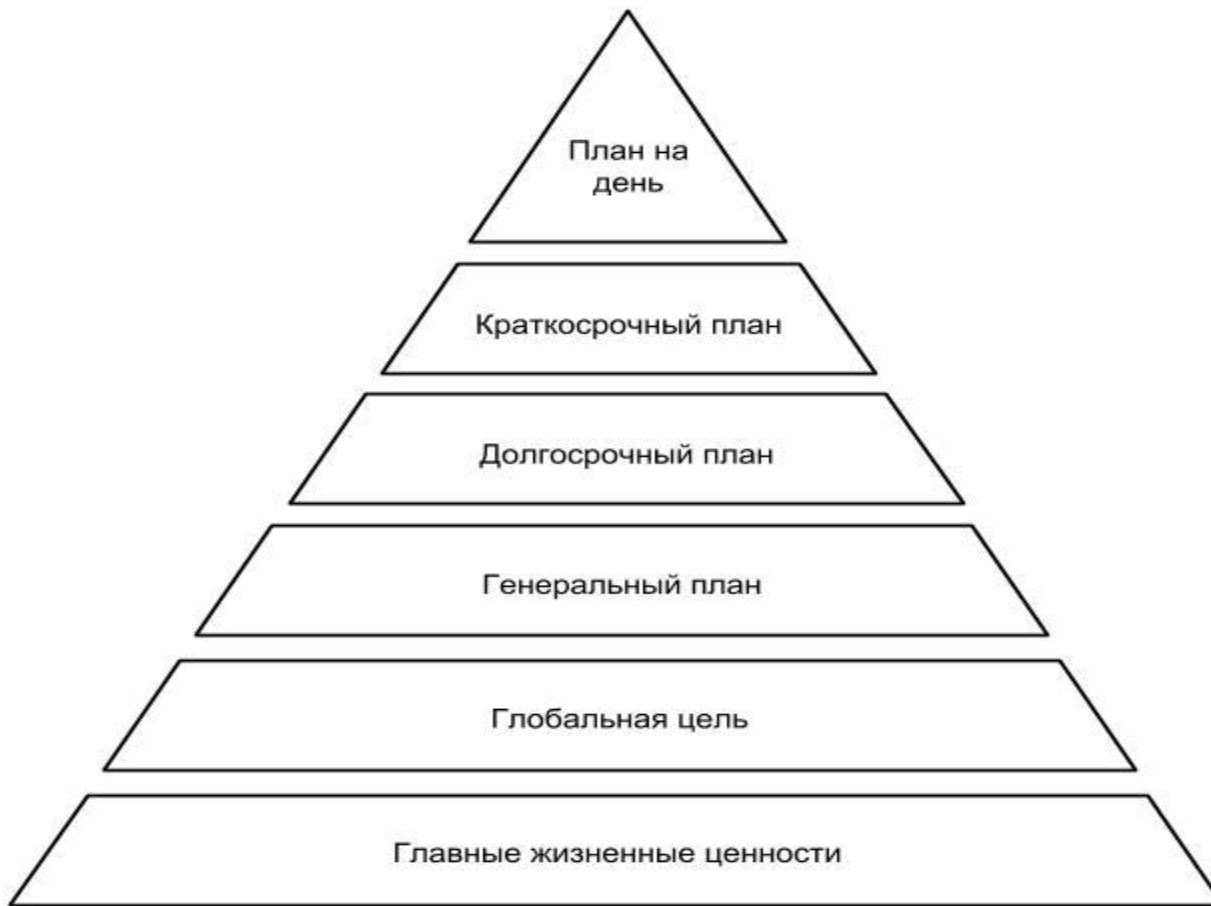 План на
день
Краткосрочный план
Долгосрочный план
Генеральный план
Глобальная цель
Главные жизненные ценности